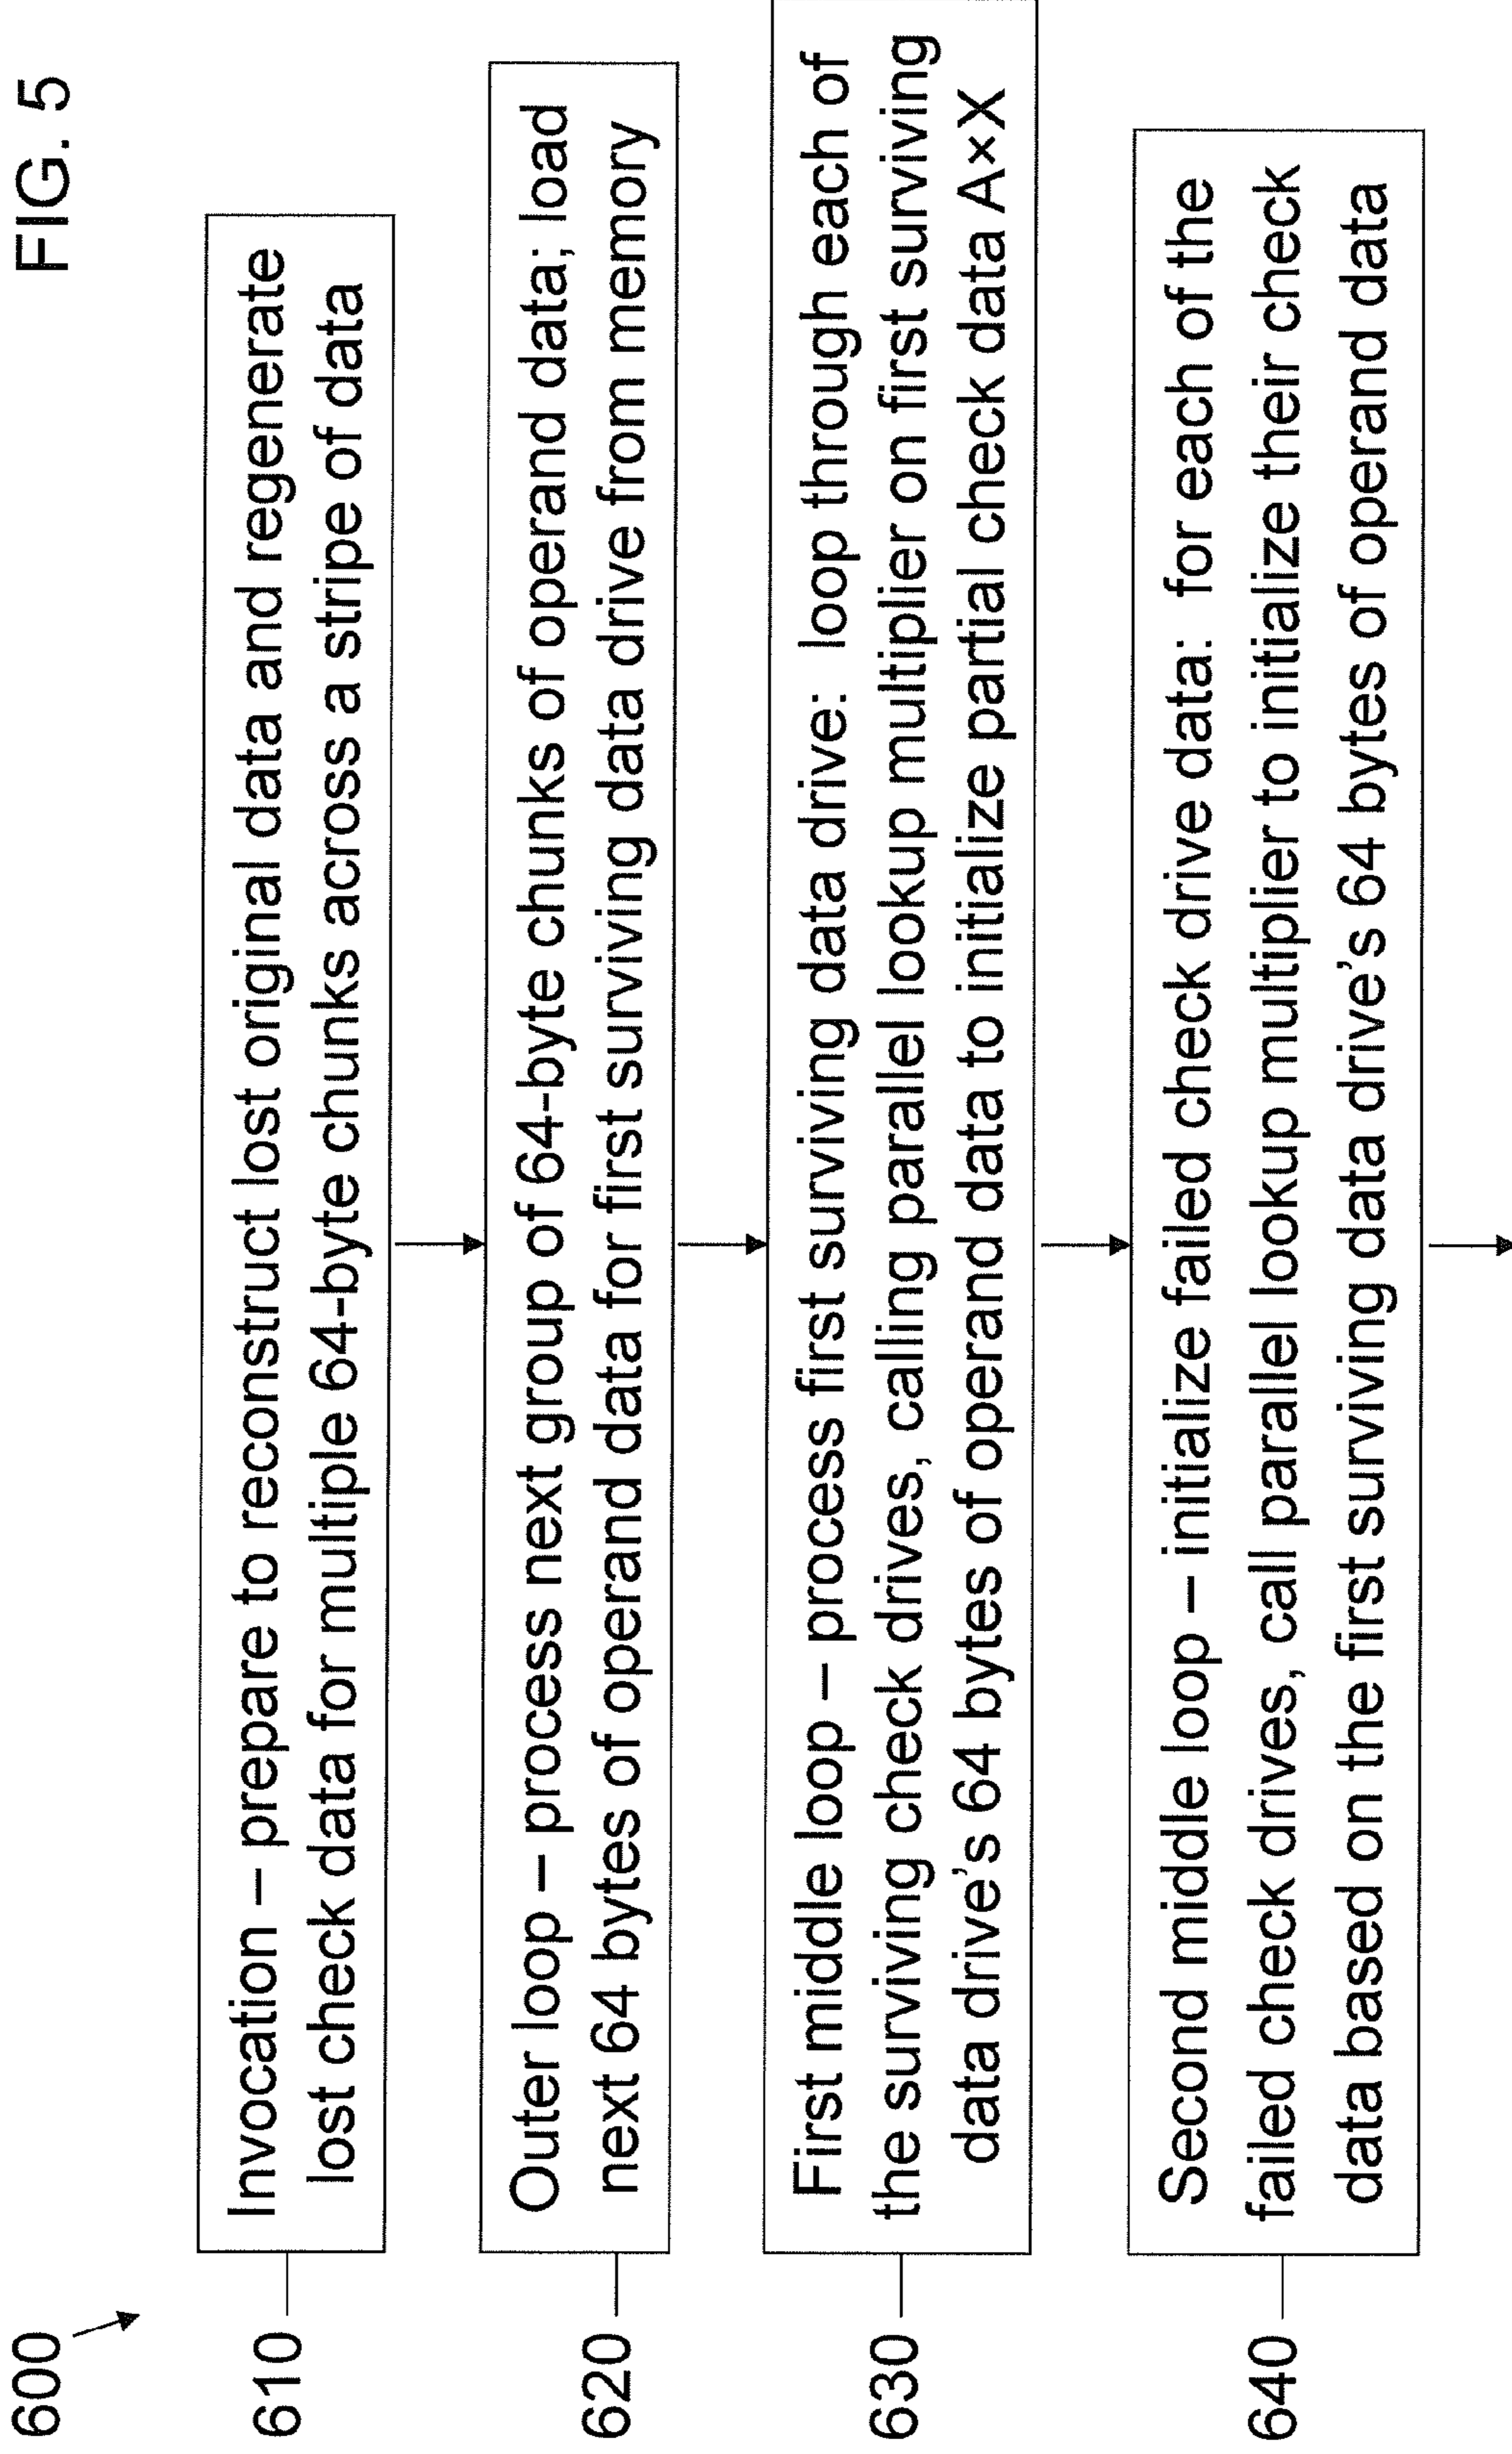 FIG. 5
600
610
Invocation – prepare to reconstruct lost original data and regenerate
lost check data for multiple 64-byte chunks across a stripe of data
620
Outer loop – process next group of 64-byte chunks of operand data; load
next 64 bytes of operand data for first surviving data drive from memory
630
First middle loop – process first surviving data drive: loop through each of
the surviving check drives, calling parallel lookup multiplier on first surviving
data drive's 64 bytes of operand data to initialize partial check data A×X
640
Second middle loop – initialize failed check drive data: for each of the
failed check drives, call parallel lookup multiplier to initialize their check
data based on the first surviving data drive's 64 bytes of operand data